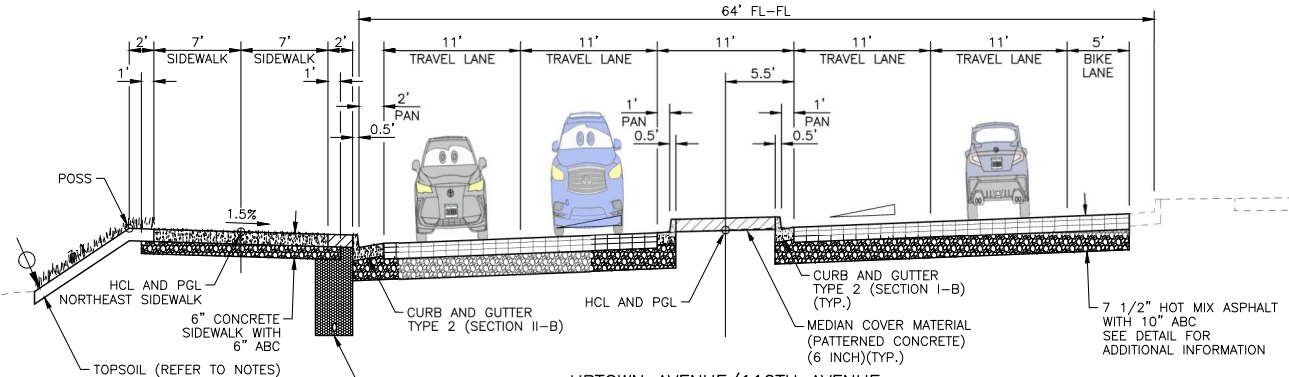 64' FL-FL
2'
7'
SIDEWALK
7'
SIDEWALK
2'
11'
TRAVEL LANE
11'
TRAVEL LANE
11'
11'
TRAVEL LANE
11'
TRAVEL LANE
5'
BIKE
LANE
1'
1'
5.5'
2'
PAN
0.5'
1'
PAN
0.5'
1'
PAN
0.5'
POSS
1.5%
HCL AND PGL
NORTHEAST SIDEWALK
6" CONCRETE
SIDEWALK WITH
6" ABC
TOPSOIL (REFER TO NOTES)
CURB AND GUTTER
TYPE 2 (SECTION II-B)
HCL AND PGL
CURB AND GUTTER
TYPE 2 (SECTION I-B)
(TYP.)
MEDIAN COVER MATERIAL
(PATTERNED CONCRETE)
(6 INCH)(TYP.)
7 1/2" HOT MIX ASPHALT
WITH 10" ABC
SEE DETAIL FOR
ADDITIONAL INFORMATION